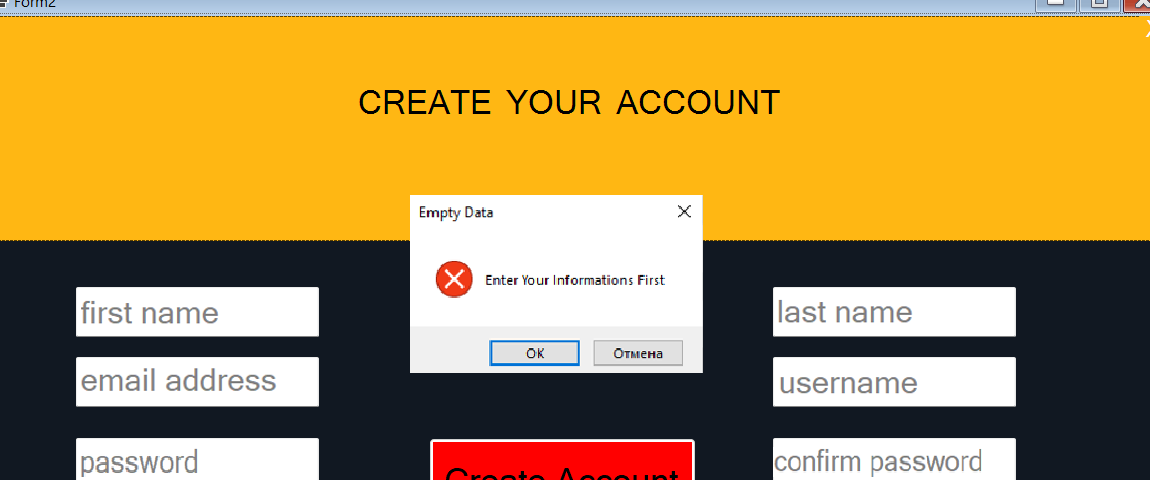 Form2
CREATE YOUR ACCOUNT
Empty Data
Enter Your Informations First
OK
Отмена
first name
last name
email address
username
password
confirm password
Create Account